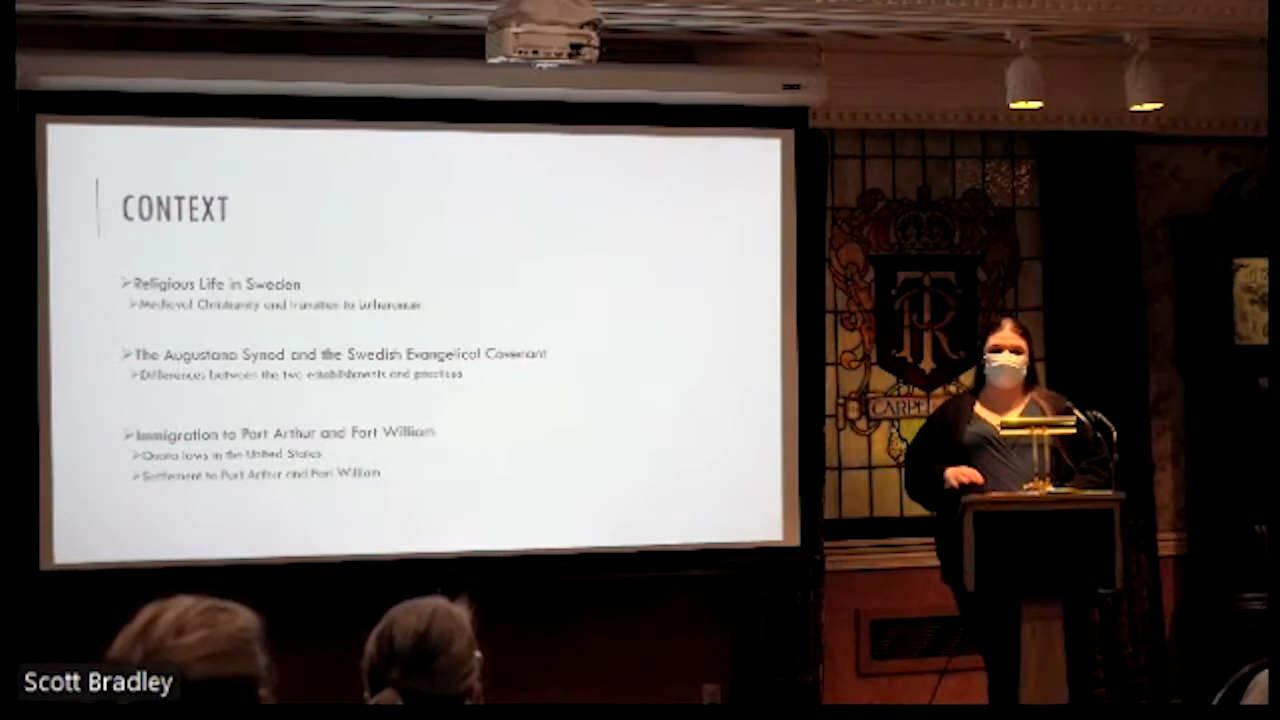 CONTEXT
Religious Life in Sweden
Medieval Christianity and transition to Lutheranism
The Augustana Synod and the Swedish Evangelical Covenant
Differences between the two establishments and practices
Immigration to Port Arthur and Fort William
Quota laws in the United States
Settlement to Port Arthur and Fort William
TR
CARPE
Scott Bradley